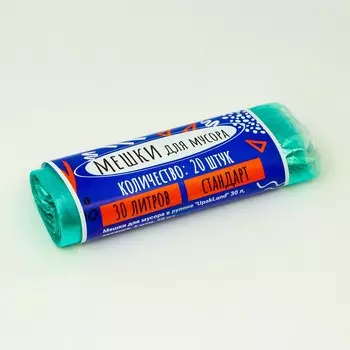 МЕШКИ ДЛЯ МУСОРА
КОЛИЧЕСТВО: 20 ШТУК
30 ЛИТРОВ СТАНДАРТ
Мешки для мусора в рулоне "UpakLand" 30 л,